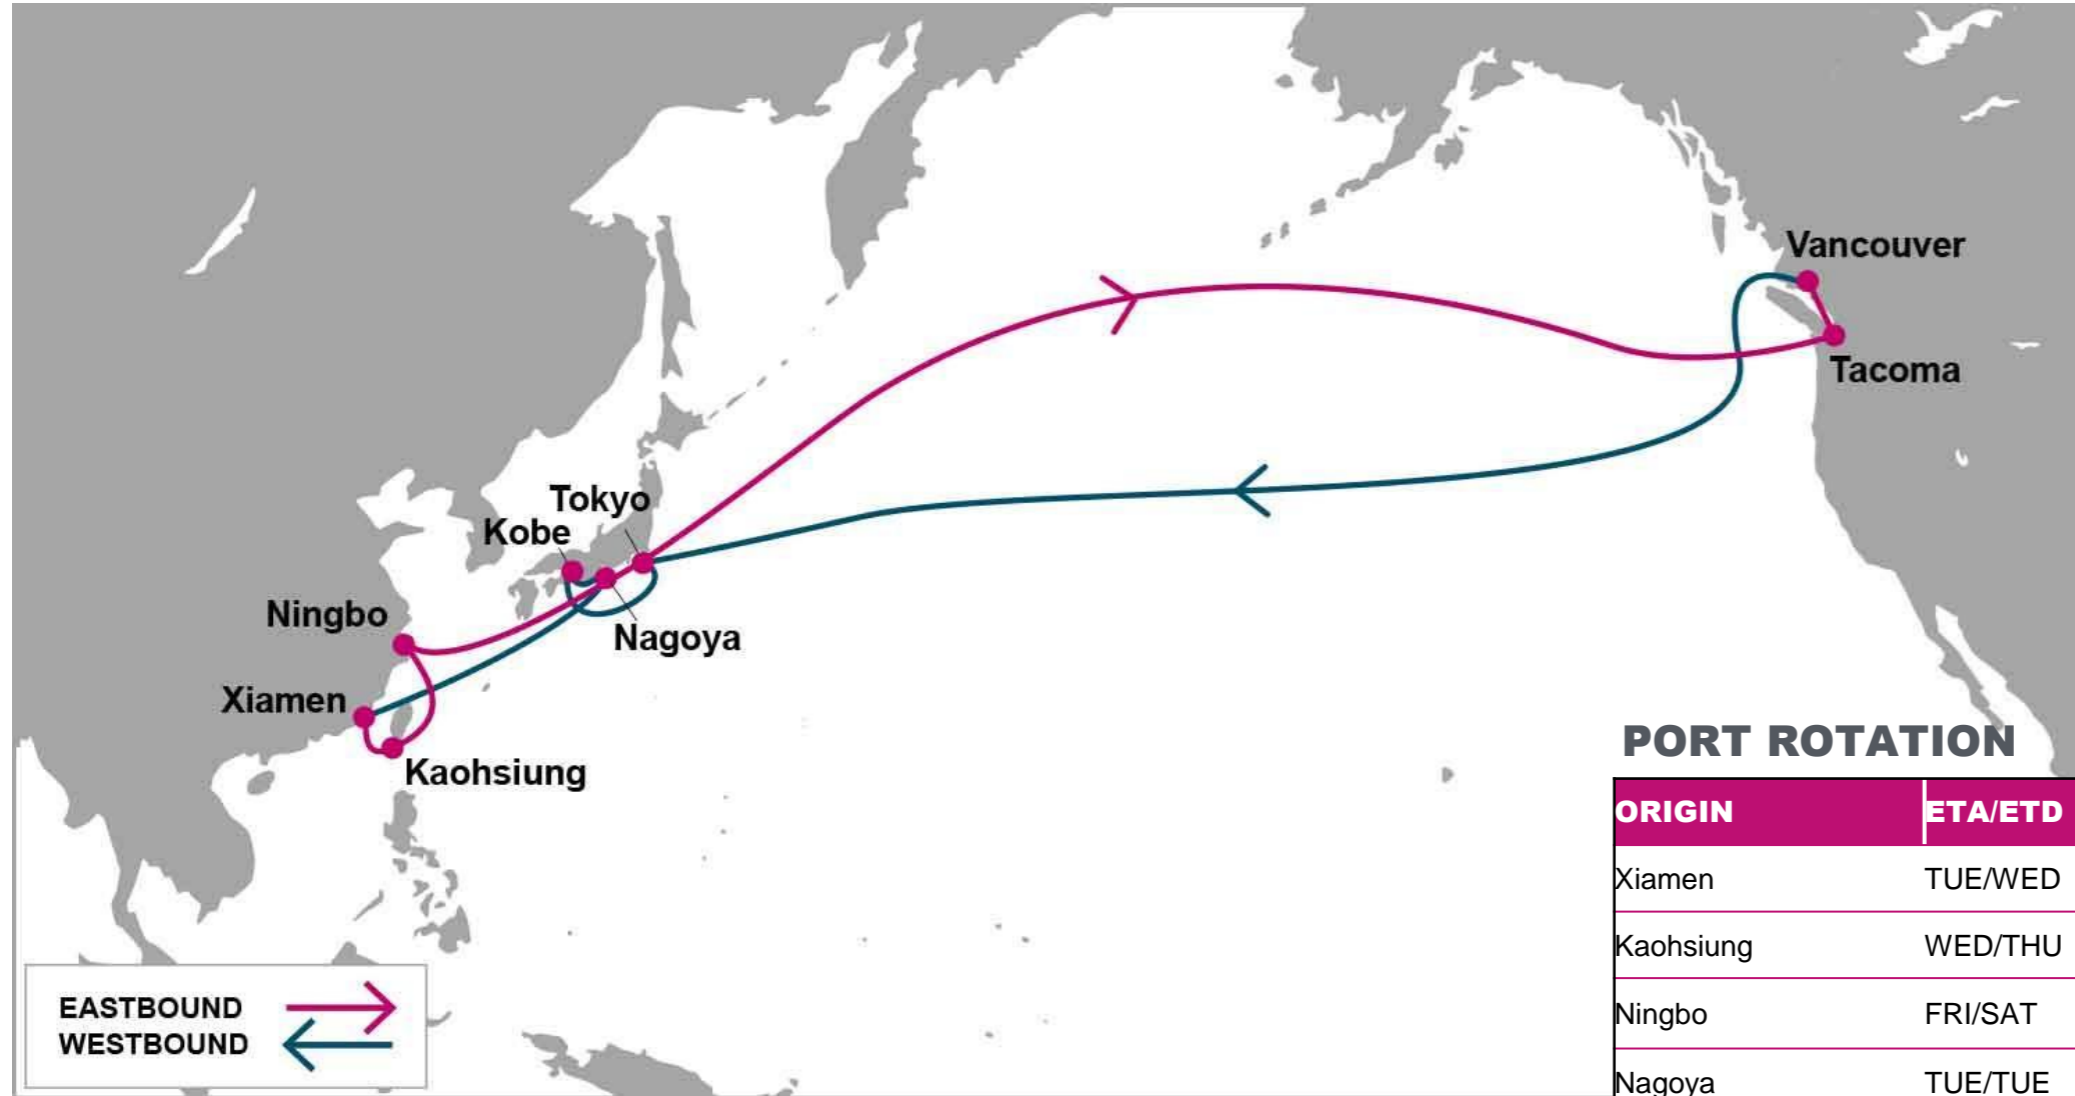 Vancouver
Tacoma
Tokyo
Kobe
Ningbo
Nagoya
Xiamen
Kaohsiung
EASTBOUND
WESTBOUND
PORT ROTATION
ORIGIN ETA/ETD
Xiamen TUE/WED
Kaohsiung WED/THU
Ningbo FRI/SAT
Nagoya TUE/TUE